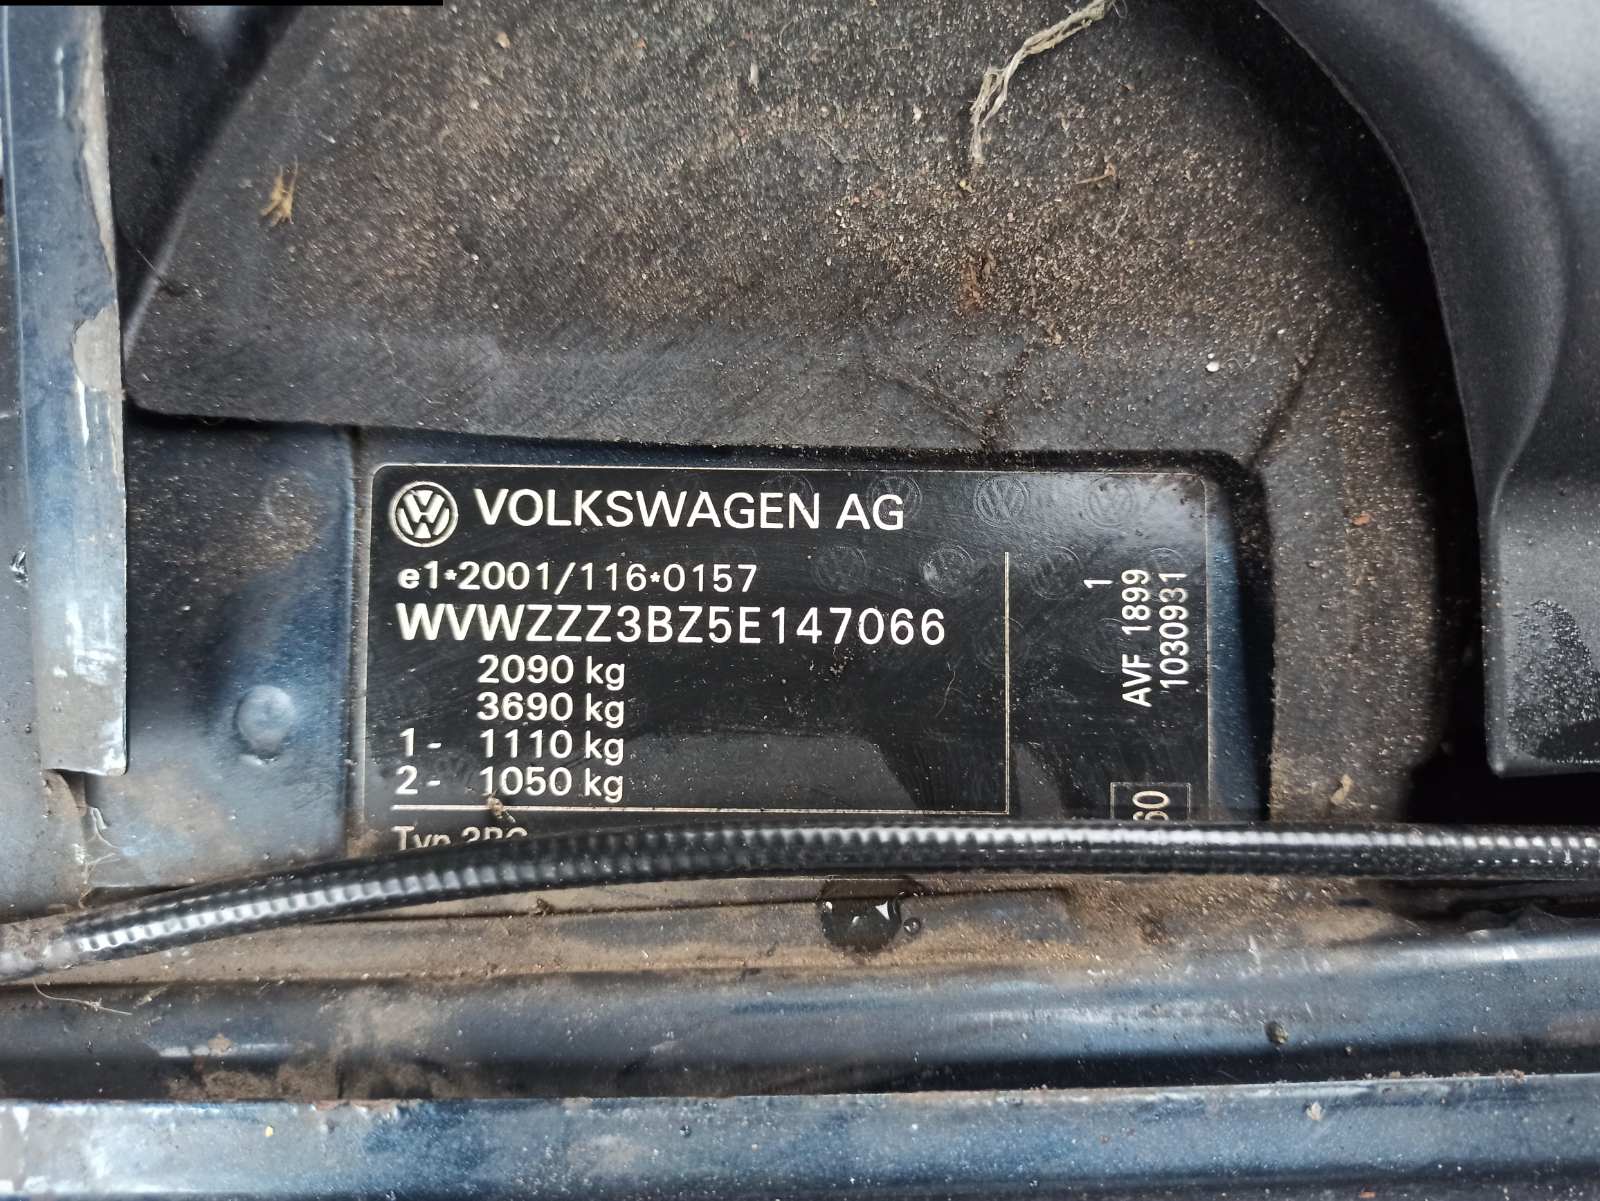 VOLKSWAGEN AG
e1*2001/116*0157
WVWZZZ3BZ5E147066
2090 kg
3690 kg
1- 1110 kg
2- 1050 kg
Typ
1
AVF 1899
1030931